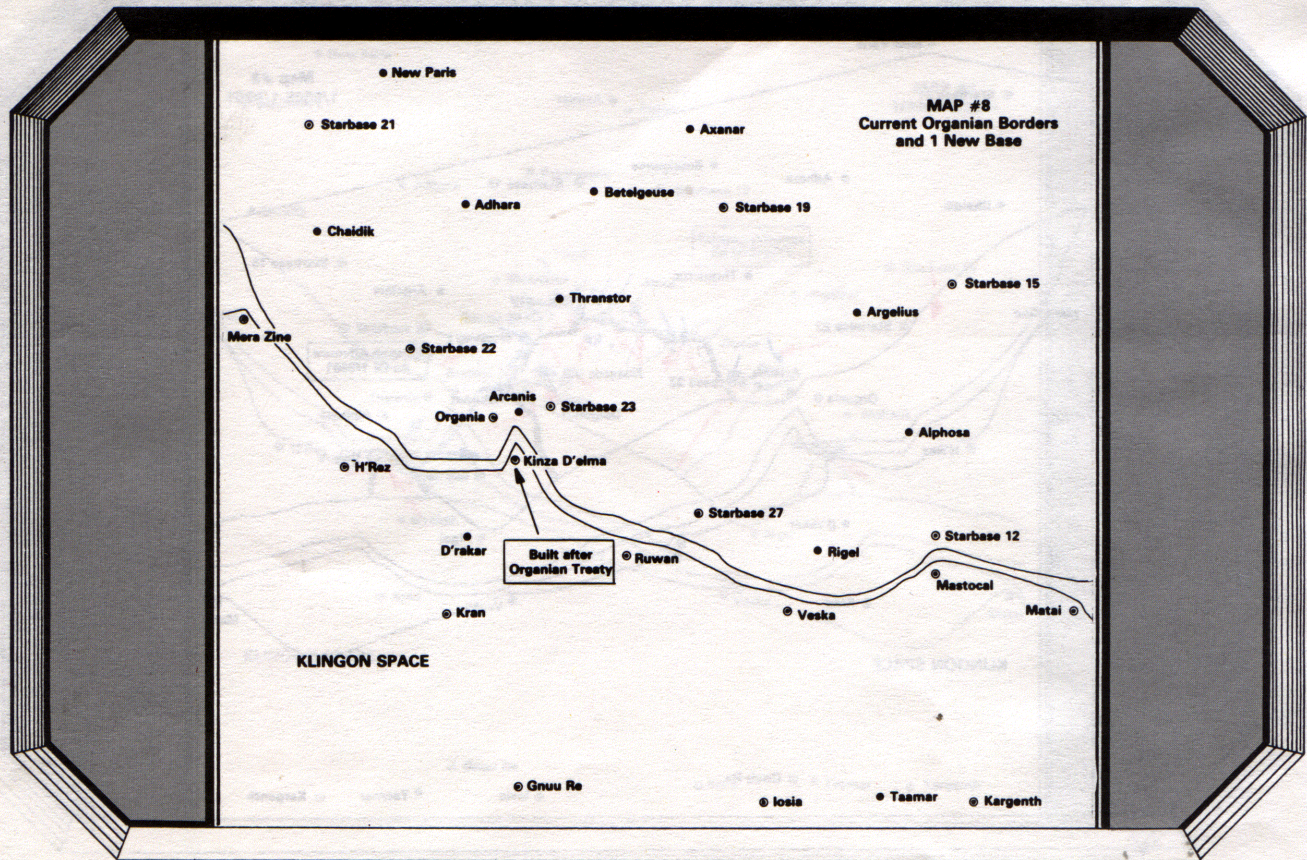 New Paris
MAP #8
Current Organian Borders
and 1 New Base
Starbase 21
Axanar
Betelgeuse
Adhara
Starbase 19
Chaidik
Starbase 15
Thranstor
Argelius
Mera Zine
Starbase 22
Arcanis
Starbase 23
Organia
Alphosa
Kinza D'elma
H'Rez
Starbase 27
Starbase 12
D'rakar
Built after
Organian Treaty
Ruwan
Rigel
Mastocal
Kran
Veska
Matai
KLINGON SPACE
Gnuu Re
Iosia
Taamar
Kargenth